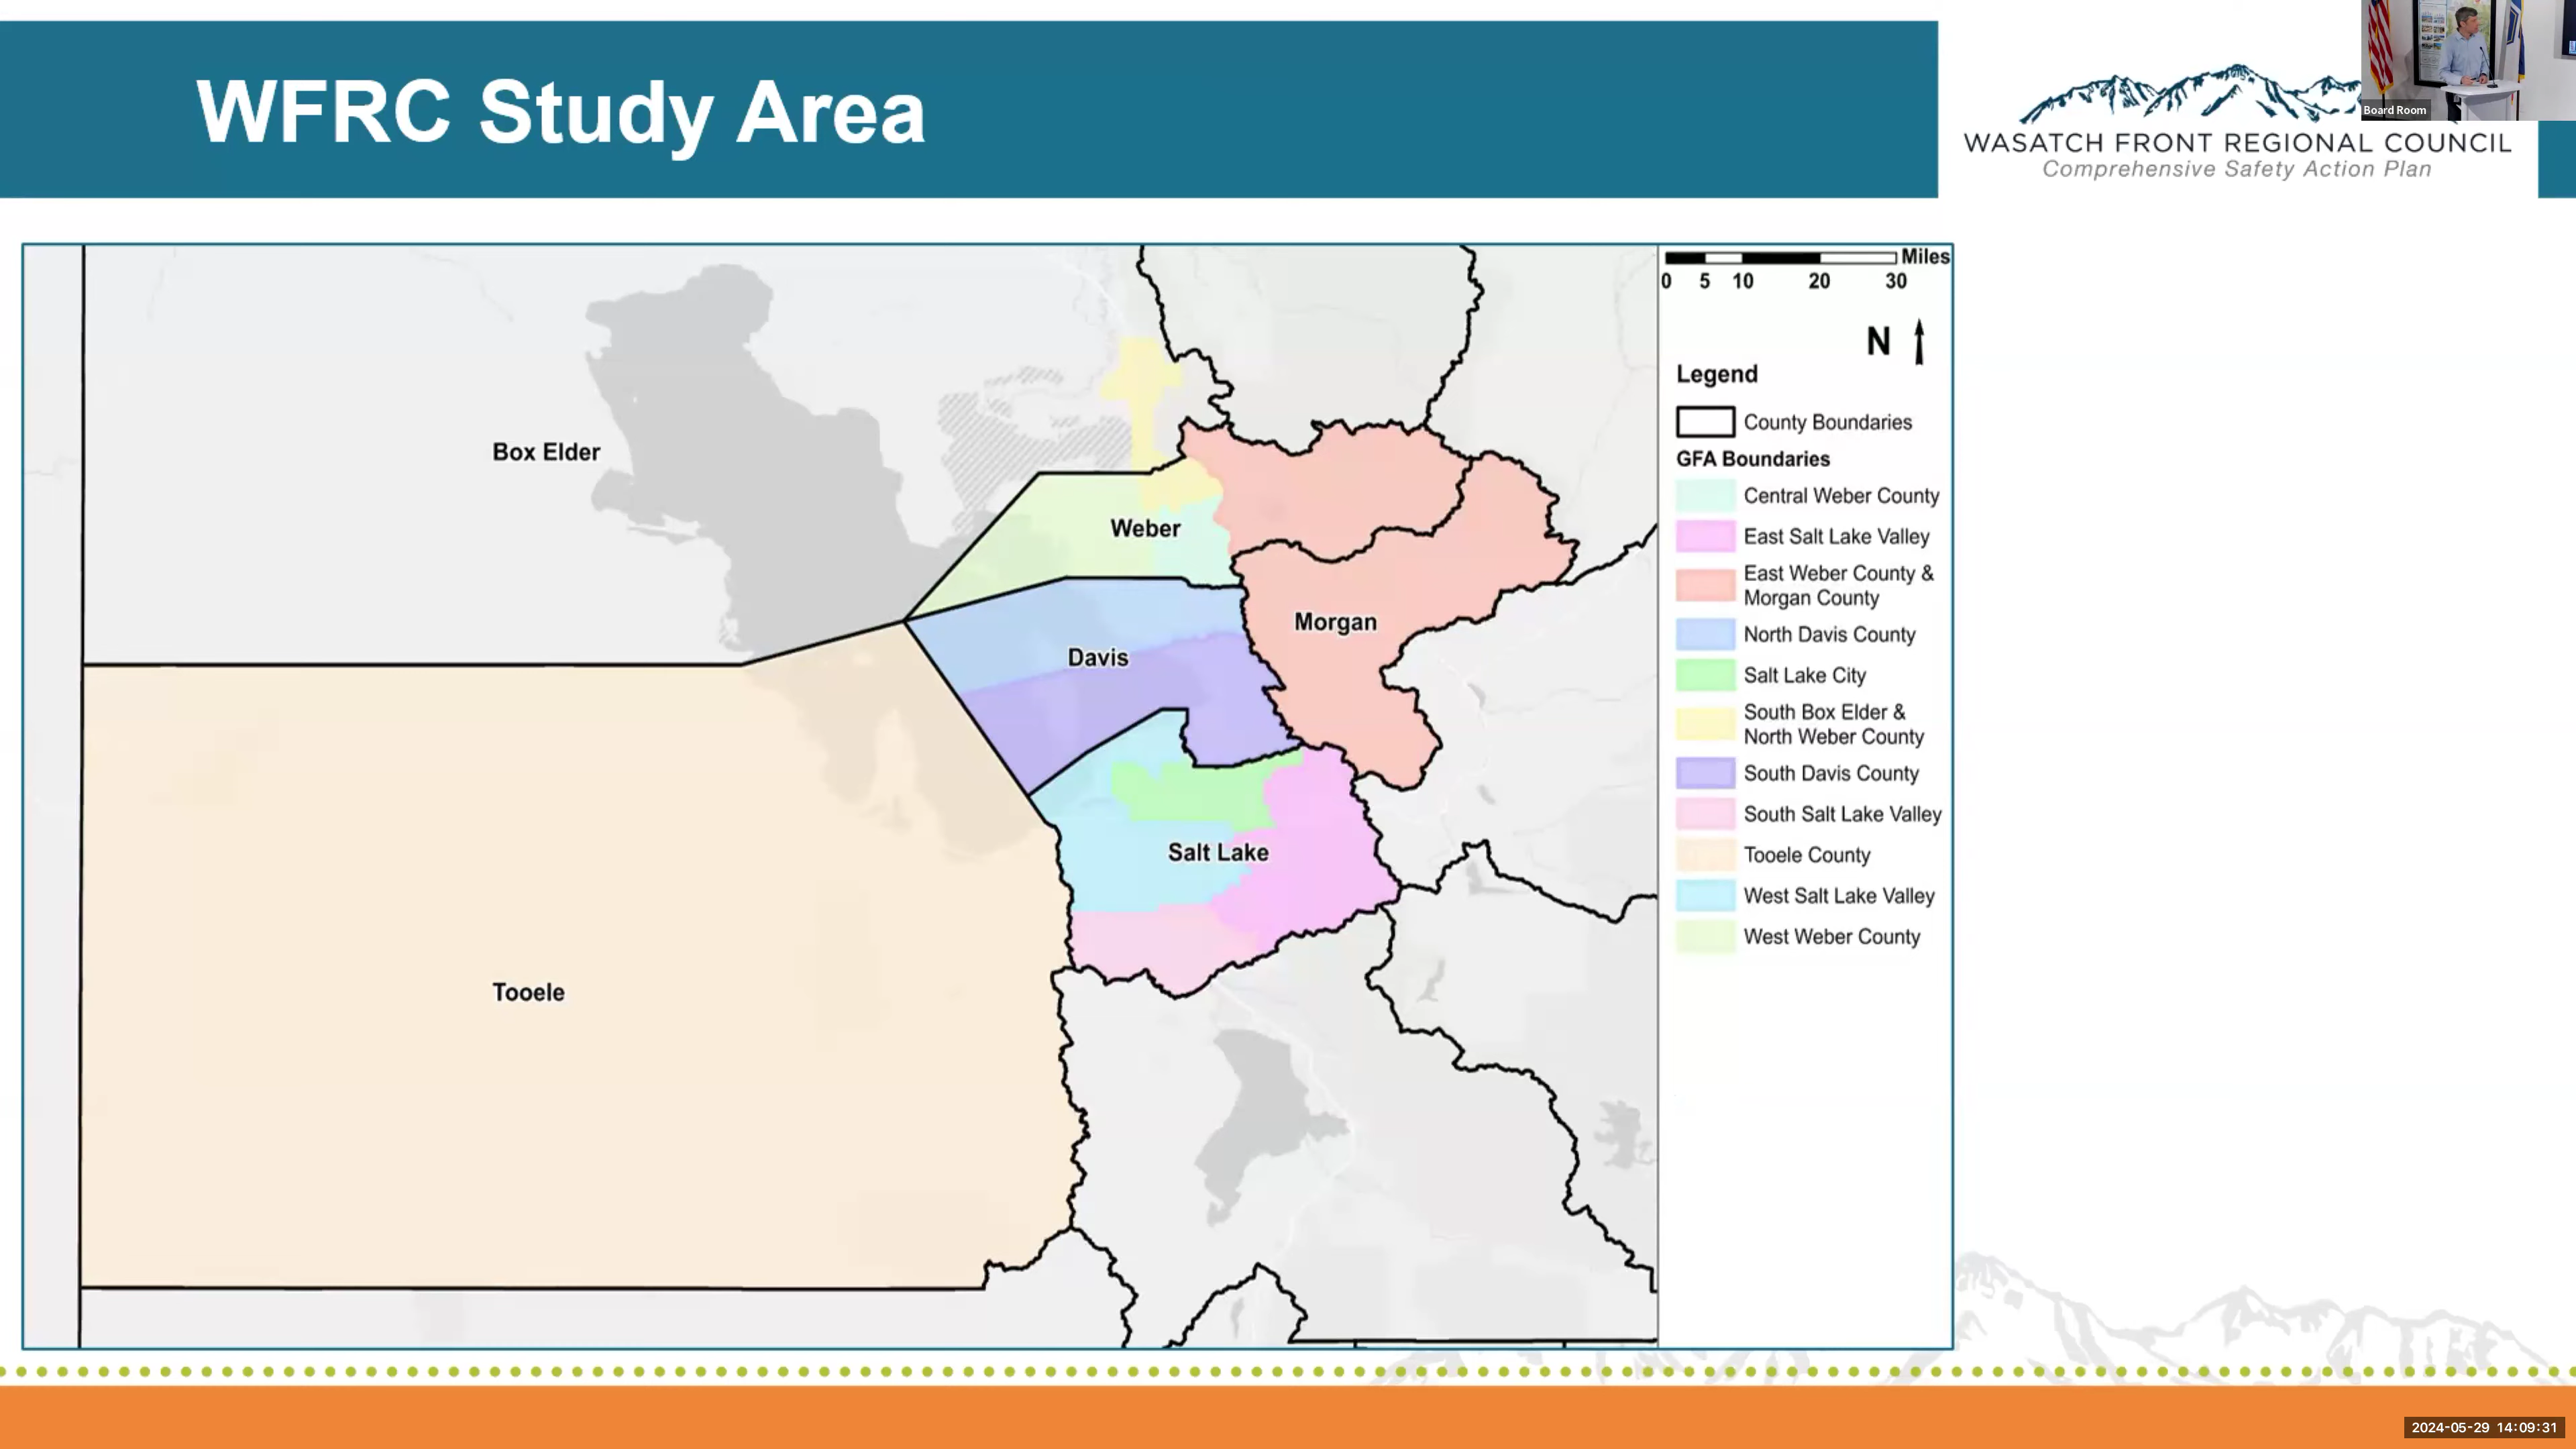 WFRC Study Area
Board Room
WASATCH FRONT REGIONAL COUNCIL
Comprehensive Safety Action Plan
Miles
0 5 10 20 30
N
Legend
County Boundaries
GFA Boundaries
Central Weber County
East Salt Lake Valley
East Weber County &
Morgan County
North Davis County
Salt Lake City
South Box Elder &
North Weber County
South Davis County
South Salt Lake Valley
Tooele County
West Salt Lake Valley
West Weber County
Box Elder
Weber
Morgan
Davis
Salt Lake
Tooele
2024-05-29 14:09:31